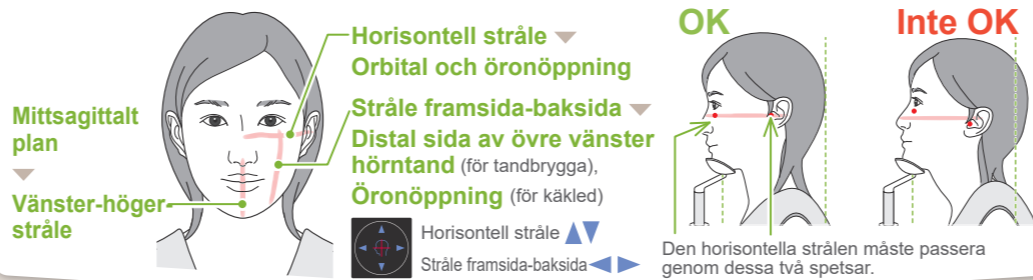 Mittsagittalt
plan
Vänster-höger-
stråle
Horisontell stråle
Orbital och öronöppning
Stråle framsida-baksida
Distal sida av övre vänster
hörntand (för tandbrygga),
Öronöppning (för käkled)
Horisontell stråle
Stråle framsida-baksida
OK
Inte OK
Den horisontella strålen måste passera
genom dessa två spetsar.